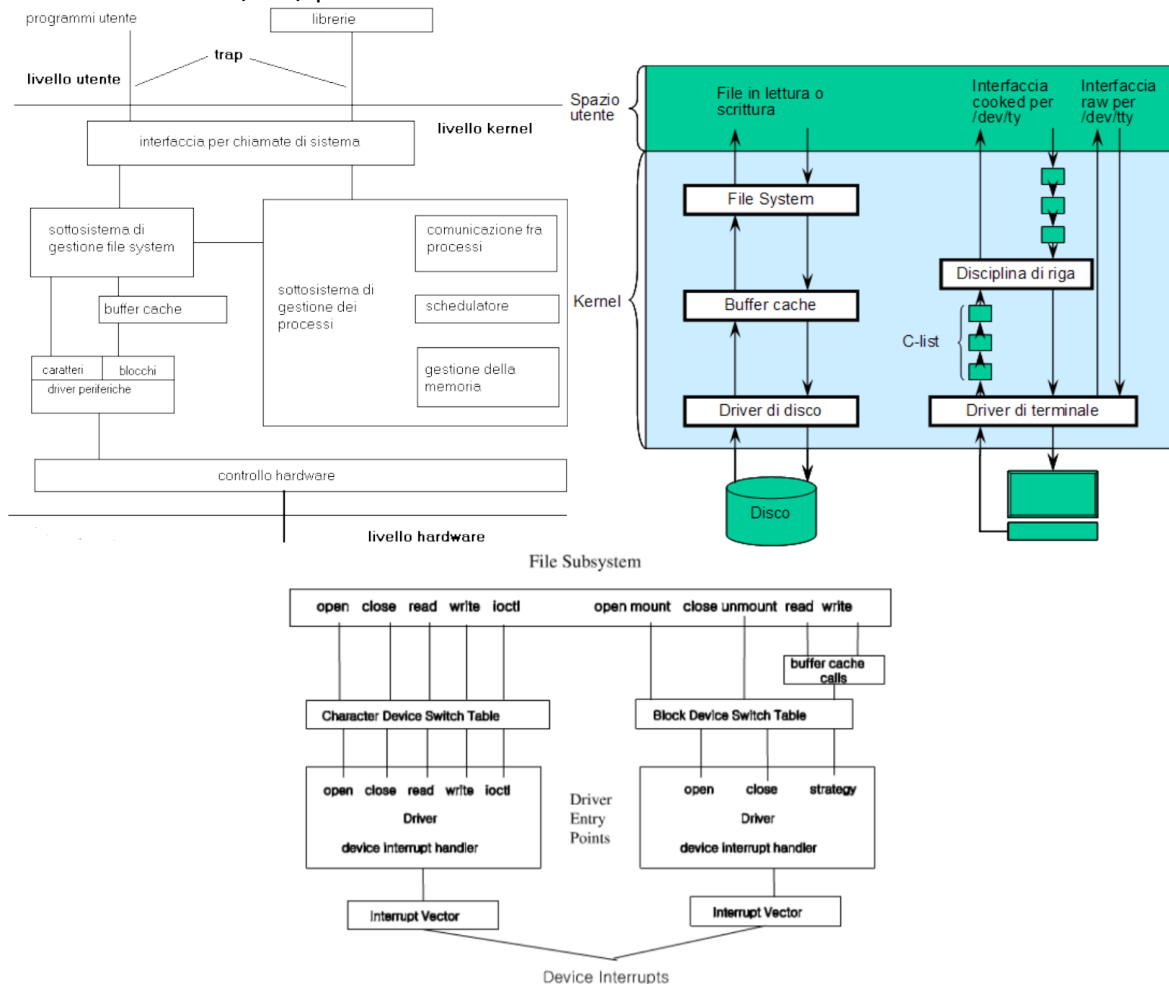 programmi utente
librerie
trap
livello utente
livello kernel
interfaccia per chiamate di sistema
sottosistema di
gestione file system
comunicazione fra
processi
sottosistema di
gestione dei
processi
schedulatore
buffer cache
gestione della
memoria
caratteri
blocchi
driver periferiche
controllo hardware
livello hardware
Spazio
utente
File in lettura o
scrittura
Interfaccia
cooked per
/dev/ty
Interfaccia
raw per
/dev/tty
File System
Disciplina di riga
Kernel
Buffer cache
C-list
Driver di disco
Driver di terminale
Disco
File Subsystem
open close read write ioctl
open mount close unmount read write
buffer cache
calls
Character Device Switch Table
Block Device Switch Table
open close read write ioctl
Driver
device interrupt handler
Driver
Entry
Points
open close strategy
Driver
device interrupt handler
Interrupt Vector
Interrupt Vector
Device Interrupts